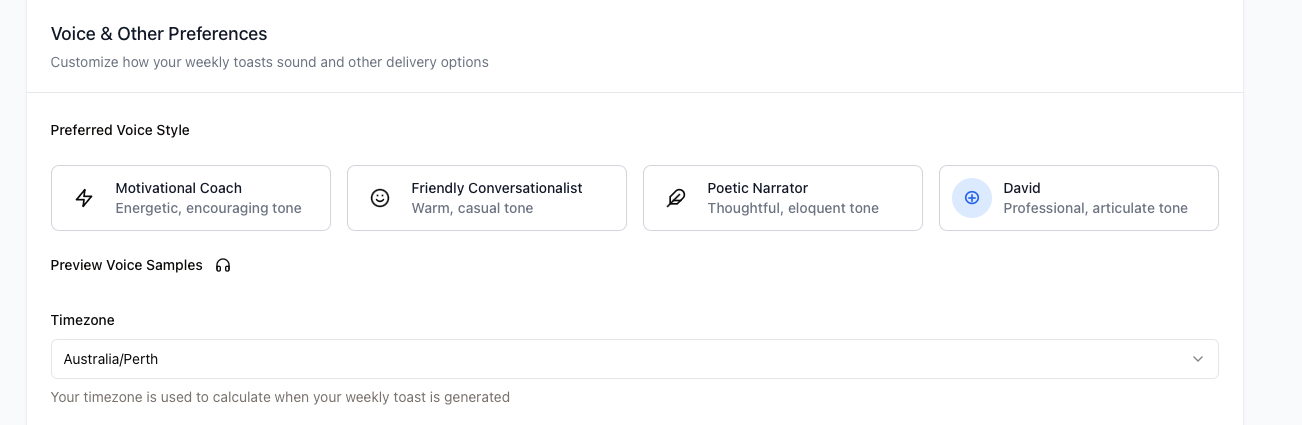 Voice & Other Preferences
Customize how your weekly toasts sound and other delivery options
Preferred Voice Style
Motivational Coach
Energetic, encouraging tone
Friendly Conversationalist
Warm, casual tone
Poetic Narrator
Thoughtful, eloquent tone
David
Professional, articulate tone
Preview Voice Samples
Timezone
Australia/Perth
Your timezone is used to calculate when your weekly toast is generated